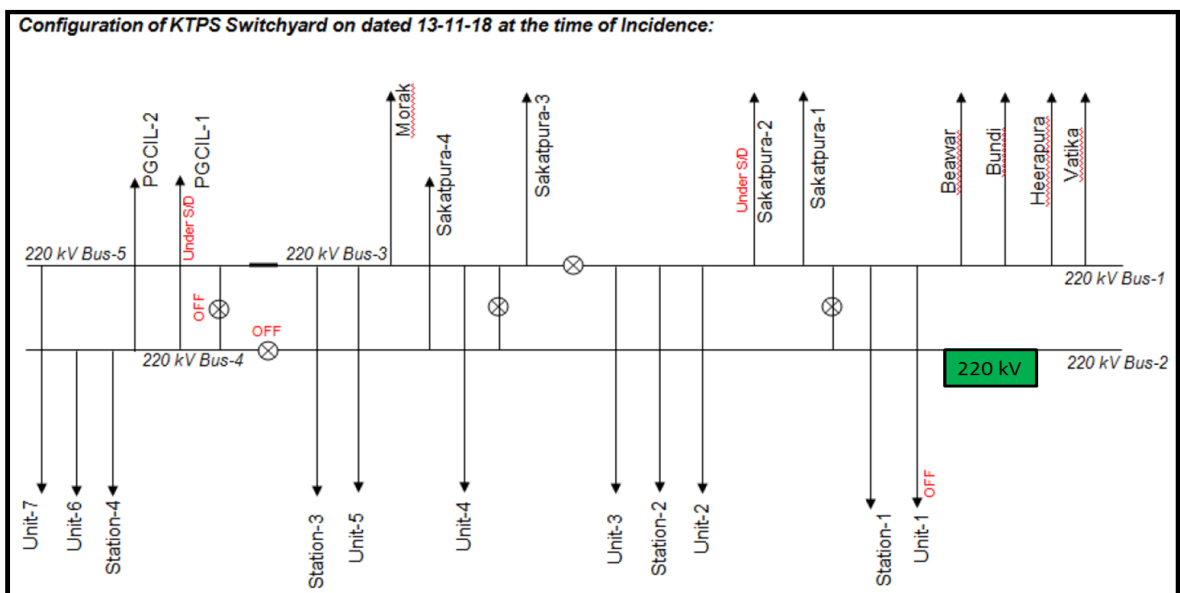 Configuration of KTPS Switchyard on dated 13-11-18 at the time of Incidence:
PGCIL-2
Under S/D
PGCIL-1
Morak
Sakatpura-4
Sakatpura-3
Under S/D
Sakatpura-2
Sakatpura-1
Beawar
Bundi
Heerapura
Vatika
220 kV Bus-5
220 kV Bus-3
220 kV Bus-1
OFF
OFF
220 kV Bus-4
220 kV
220 kV Bus-2
Unit-7
Unit-6
Station-4
Station-3
Unit-5
Unit-4
Unit-3
Station-2
Unit-2
Station-1
Unit-1
OFF